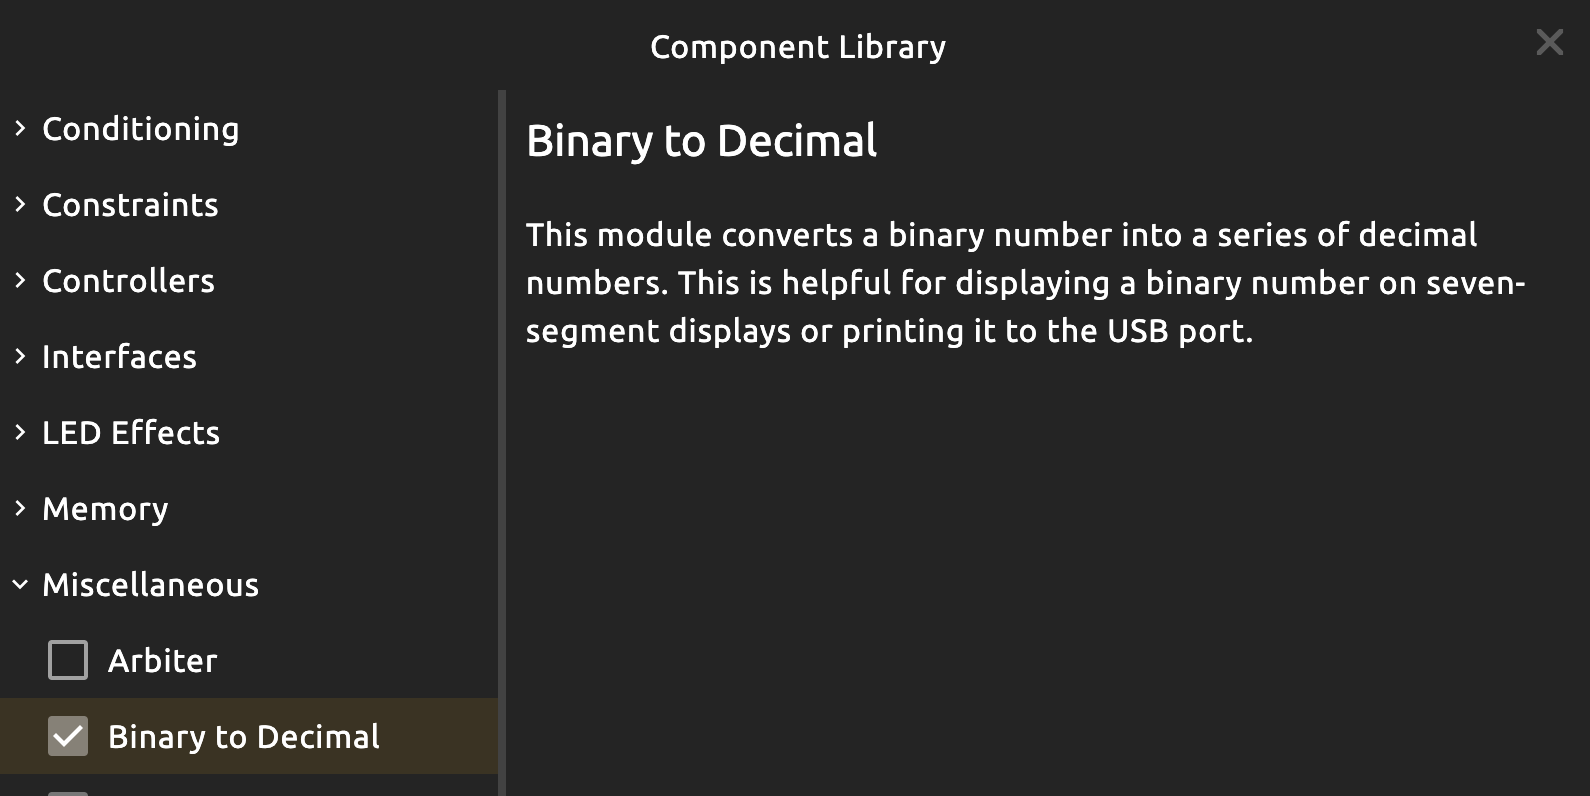 Component Library
Conditioning
Constraints
Controllers
Interfaces
LED Effects
Memory
Miscellaneous
Arbiter
Binary to Decimal
Binary to Decimal
This module converts a binary number into a series of decimal
numbers. This is helpful for displaying a binary number on seven-
segment displays or printing it to the USB port.